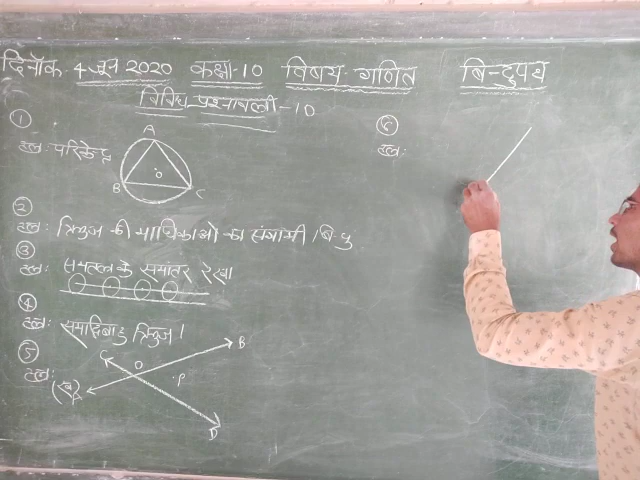 दिनाँक- 4 जून 2020 कक्षा-10 विषय-गणित बिन्दुपथ
विविध प्रश्नावली-10
①
हल: परिकेन्द्र
A
O
B
C
②
हल: त्रिभुज की माध्यिकाओं का संगामी बिन्दु
③
हल: समतल के समांतर रेखा
④
हल: समद्विबाहु त्रिभुज।
⑤
हल:
C
O
B
P
D
⑥
हल: